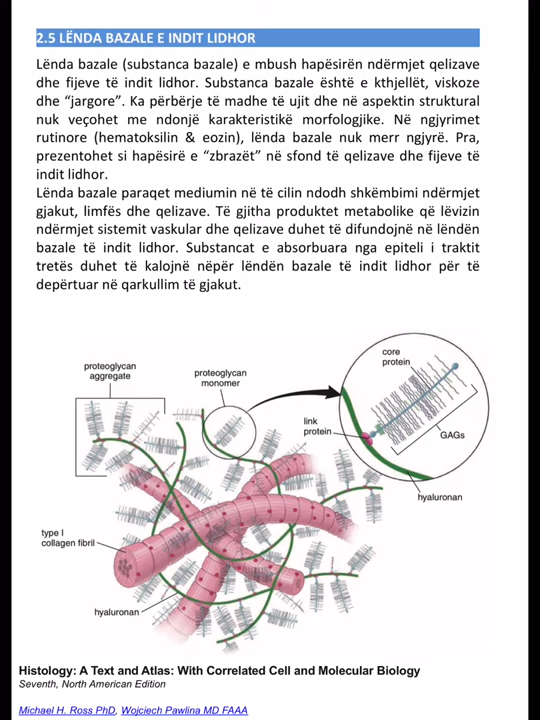 2.5 LËNDA BAZALE E INDIT LIDHOR
Lënda bazale (substanca bazale) e mbush hapësirën ndërmjet qelizave
dhe fijeve të indit lidhor. Substanca bazale është e kthjellët, viskoze
dhe “jargore”. Ka përbërje të madhe të ujit dhe në aspektin struktural
nuk veçohet me ndonjë karakteristikë morfologjike. Në ngjyrimet
rutinore (hematoksilin & eozin), lënda bazale nuk merr ngjyrë. Pra,
prezentohet si hapësirë e “zbrazët” në sfond të qelizave dhe fijeve të
indit lidhor.
Lënda bazale paraqet mediumin në të cilin ndodh shkëmbimi ndërmjet
gjakut, limfës dhe qelizave. Të gjitha produktet metabolike që lëvizin
ndërmjet sistemit vaskular dhe qelizave duhet të difundojnë në lëndën
bazale të indit lidhor. Substancat e absorbuara nga epiteli i traktit
tretës duhet të kalojnë nëpër lëndën bazale të indit lidhor për të
depërtuar në qarkullim të gjakut.
proteoglycan
aggregate
proteoglycan
monomer
core
protein
link
protein
GAGs
hyaluronan
type I
collagen fibril
hyaluronan
Histology: A Text and Atlas: With Correlated Cell and Molecular Biology
Seventh, North American Edition
Michael H. Ross PhD, Wojciech Pawlina MD FAAA